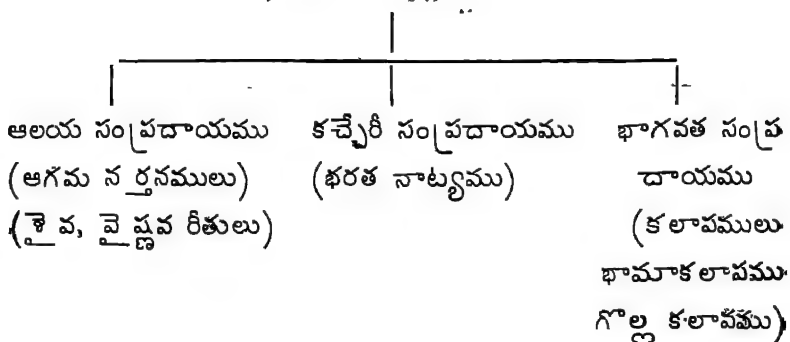 ఆలయ సంప్రదాయము
(ఆగమ నర్తనములు)
(శైవ, వైష్ణవ రీతులు)
కచ్చేరీ సంప్రదాయము
(భరత నాట్యము)
భాగవత సంప్ర
దాయము
(కలాపములు
భామాకలాపము
గొల్ల కలాపము)